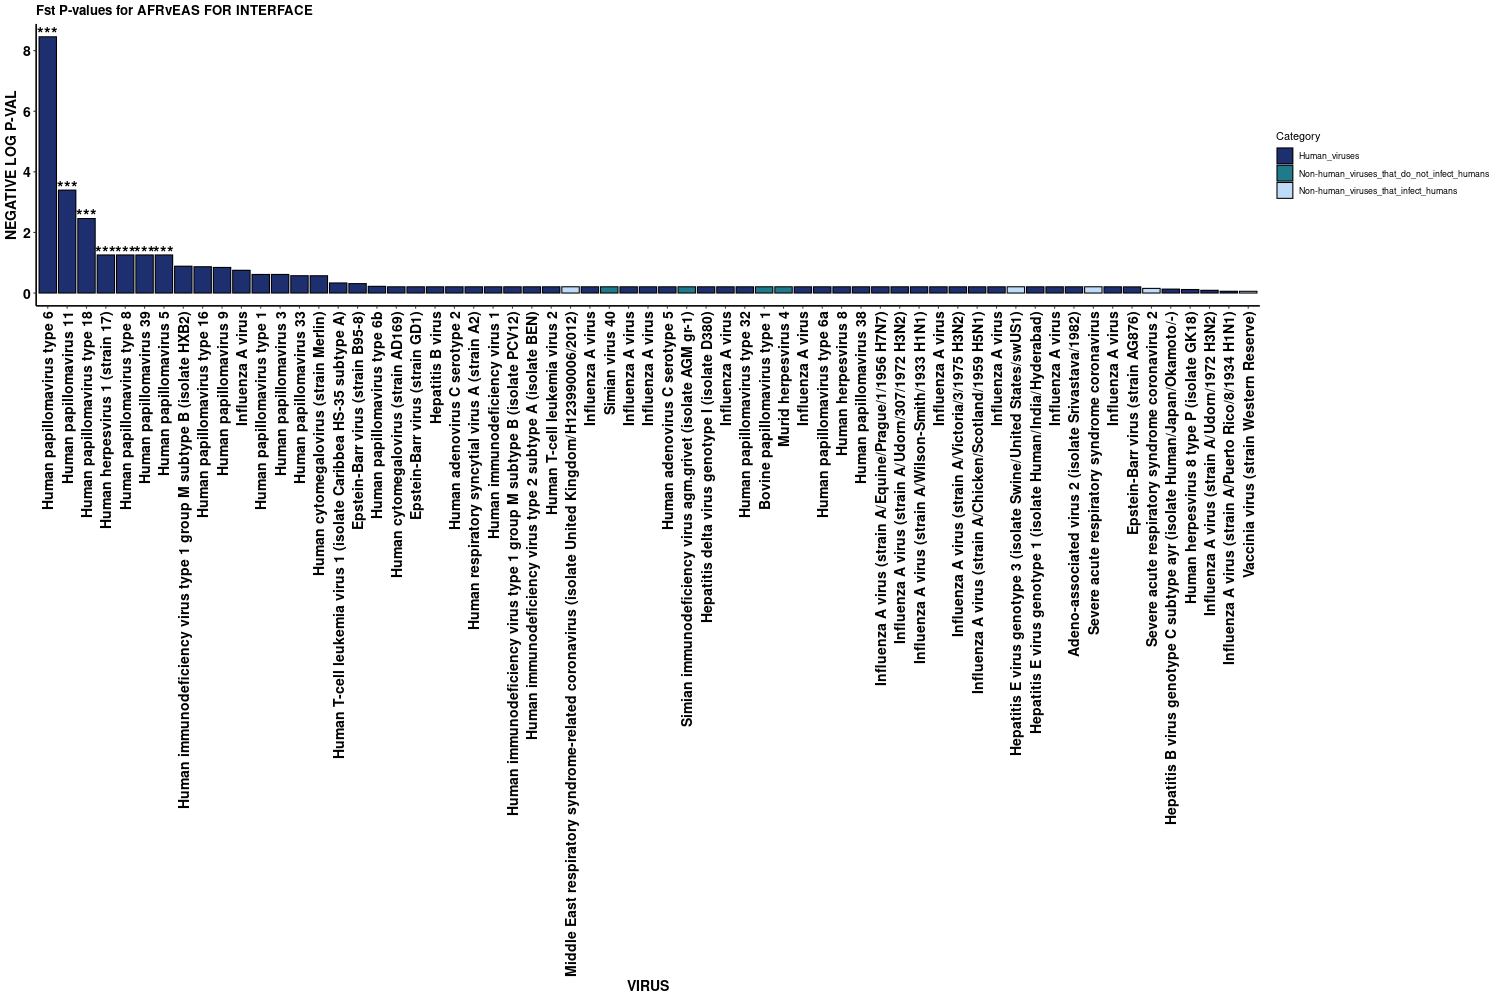 Fst P-values for AFRvEAS FOR INTERFACE
NEGATIVE LOG P-VAL
8
6
4
2
0
***
***
***
***
***
***
***
Category
Human_viruses
Non-human_viruses_that_do_not_infect_humans
Non-human_viruses_that_infect_humans
Human papillomavirus type 6
Human papillomavirus 11
Human papillomavirus type 18
Human herpesvirus 1 (strain 17)
Human papillomavirus type 8
Human papillomavirus 39
Human papillomavirus 5
Human immunodeficiency virus type 1 group M subtype B (isolate HXB2)
Human papillomavirus type 16
Human papillomavirus 9
Influenza A virus
Human papillomavirus type 1
Human papillomavirus 3
Human papillomavirus 33
Human cytomegalovirus (strain Merlin)
Human T-cell leukemia virus 1 (isolate Caribbea HS-35 subtype A)
Epstein-Barr virus (strain B95-8)
Human papillomavirus type 6b
Human cytomegalovirus (strain AD169)
Epstein-Barr virus (strain GD1)
Hepatitis B virus
Human adenovirus C serotype 2
Human respiratory syncytial virus A (strain A2)
Human immunodeficiency virus 1
Human immunodeficiency virus type 1 group M subtype B (isolate PCV12)
Human immunodeficiency virus type 2 subtype A (isolate BEN)
Human T-cell leukemia virus 2
Middle East respiratory syndrome-related coronavirus (isolate United Kingdom/H123990006/2012)
Influenza A virus
Simian virus 40
Influenza A virus
Influenza A virus
Human adenovirus C serotype 5
Simian immunodeficiency virus agm.grivet (isolate AGM gr-1)
Hepatitis delta virus genotype I (isolate D380)
Influenza A virus
Human papillomavirus type 32
Bovine papillomavirus type 1
Murid herpesvirus 4
Influenza A virus
Human papillomavirus type 6a
Human herpesvirus 8
Human papillomavirus 38
Influenza A virus (strain A/Equine/Prague/1/1956 H7N7)
Influenza A virus (strain A/Udorn/307/1972 H3N2)
Influenza A virus (strain A/Wilson-Smith/1933 H1N1)
Influenza A virus
Influenza A virus (strain A/Victoria/3/1975 H3N2)
Influenza A virus (strain A/Chicken/Scotland/1959 H5N1)
Influenza A virus
Hepatitis E virus genotype 3 (isolate Swine/United States/swUS1)
Hepatitis E virus genotype 1 (isolate Human/India/Hyderabad)
Influenza A virus
Adeno-associated virus 2 (isolate Srivastava/1982)
Severe acute respiratory syndrome coronavirus
Influenza A virus
Epstein-Barr virus (strain AG876)
Severe acute respiratory syndrome coronavirus 2
Hepatitis B virus genotype C subtype ayr (isolate Human/Japan/Okamoto/-)
Human herpesvirus 8 type P (isolate GK18)
Influenza A virus (strain A/Udorn/1972 H3N2)
Influenza A virus (strain A/Puerto Rico/8/1934 H1N1)
Vaccinia virus (strain Western Reserve)
VIRUS